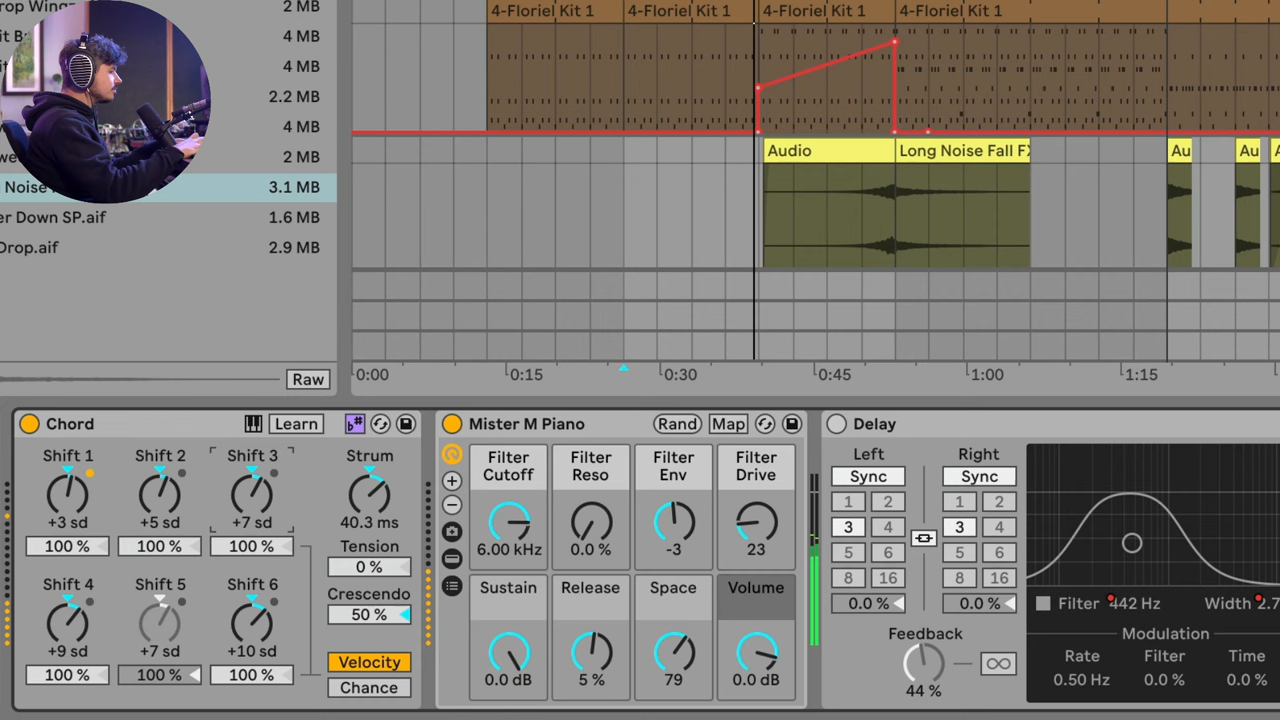 4-Floriel Kit 1 4-Floriel Kit 1 4-Floriel Kit 1 4-Floriel Kit 1
2 MB
4 MB
4 MB
2.2 MB
4 MB
2 MB
Noise 3.1 MB
er Down SP.aif 1.6 MB
Drop.aif 2.9 MB
Audio Long Noise Fall FX Au Au
Raw
0:00 0:15 0:30 0:45 1:00 1:15
Chord Learn
Shift 1 Shift 2 Shift 3 Strum
+3 sd +5 sd +7 sd 40.3 ms
100 % 100 % 100 % Tension
0 %
Shift 4 Shift 5 Shift 6 Crescendo
50 %
+9 sd +7 sd +10 sd Velocity
100 % 100 % 100 % Chance
Mister M Piano Rand Map
Filter Cutoff Filter Reso Filter Env Filter Drive
6.00 kHz 0.0 % -3 23
Sustain Release Space Volume
0.0 dB 5 % 79 0.0 dB
Delay
Left Right
Sync Sync
1 2 1 2
3 4 3 4
5 6 5 6
8 16 8 16
0.0 % 0.0 %
Feedback
44 %
Filter 442 Hz Width 2.7
Modulation
Rate Filter Time
0.50 Hz 0.0 % 0.0 %